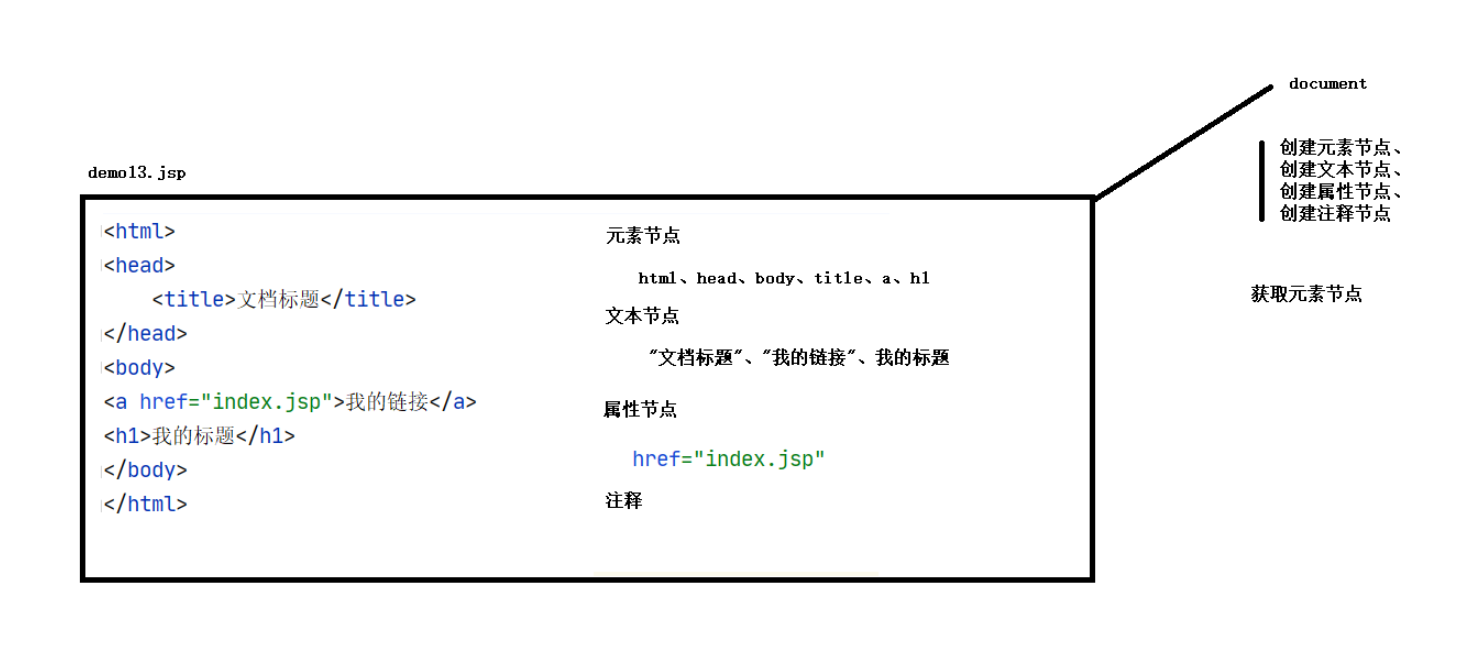 demo13.jsp
<html>
<head>
<title>文档标题</title>
</head>
<body>
<a href="index.jsp">我的链接</a>
<h1>我的标题</h1>
</body>
</html>
元素节点
html、head、body、title、a、h1
文本节点
"文档标题"、"我的链接"、我的标题
属性节点
href="index.jsp"
注释
document
创建元素节点、
创建文本节点、
创建属性节点、
创建注释节点
获取元素节点